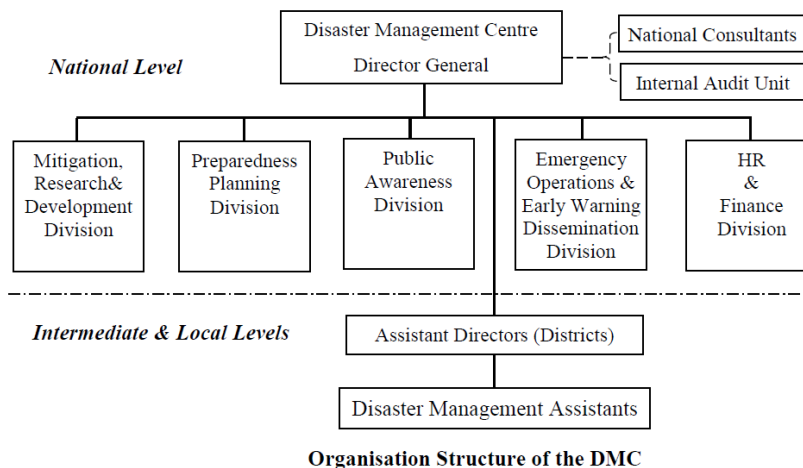 Disaster Management Centre
Director General
National Consultants
Internal Audit Unit
National Level
Mitigation,
Research&
Development
Division
Preparedness
Planning
Division
Public
Awareness
Division
Emergency
Operations &
Early Warning
Dissemination
Division
HR
&
Finance
Division
Intermediate & Local Levels
Assistant Directors (Districts)
Disaster Management Assistants
Organisation Structure of the DMC